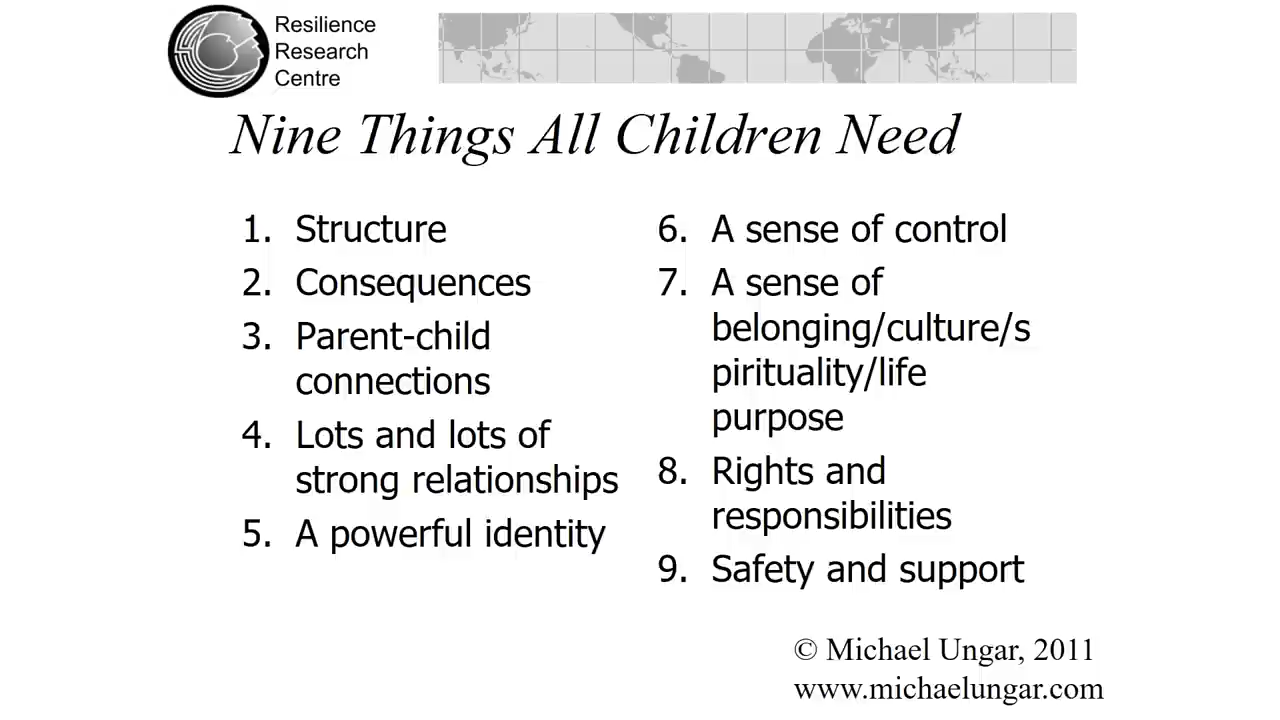 Resilience
Research
Centre
Nine Things All Children Need
1. Structure
2. Consequences
3. Parent-child
connections
4. Lots and lots of
strong relationships
5. A powerful identity
6. A sense of control
7. A sense of
belonging/culture/s
pirituality/life
purpose
8. Rights and
responsibilities
9. Safety and support
© Michael Ungar, 2011
www.michaelungar.com